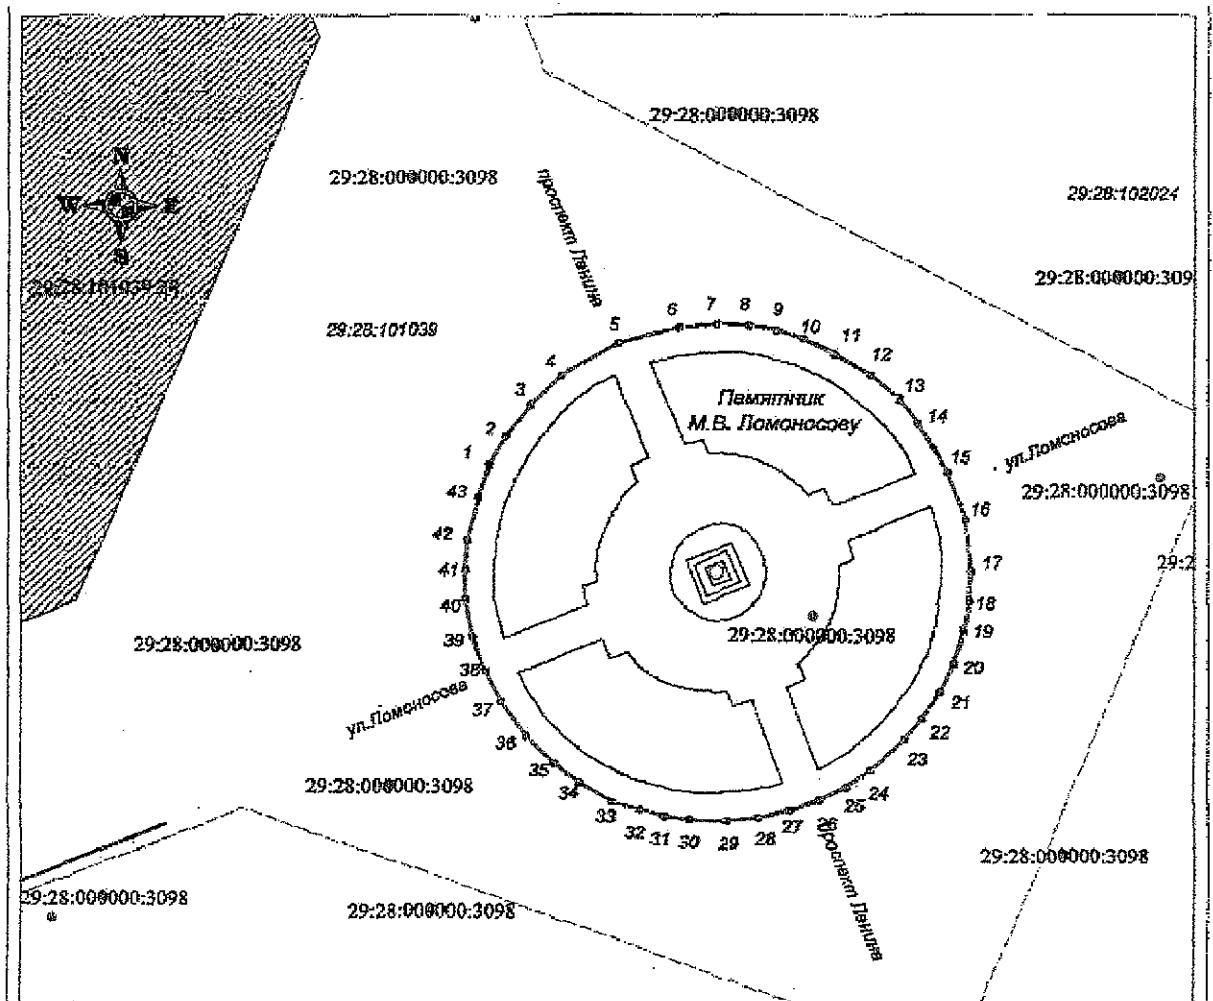 29:28:000000:3098
29:28:000000:3098
проспект Ленина
29:28:102024
N
W E
S
29:28:000000:309
29:28:101039
5 6 7 8 9 10 11 12 13 14 15 16 17 18 19 20 21 22 23 24 25 26 27 28 29 30 31 32 33 34 35 36 37 38 39 40 41 42 43 1 2 3 4
Памятник
М.В. Ломоносову
ул.Ломоносова
29:28:000000:3098
29:2
29:28:000000:3098
29:28:000000:3098
ул.Ломоносова
29:28:000000:3098
проспект Ленина
29:28:000000:3098
29:28:000000:3098
29:28:000000:3098